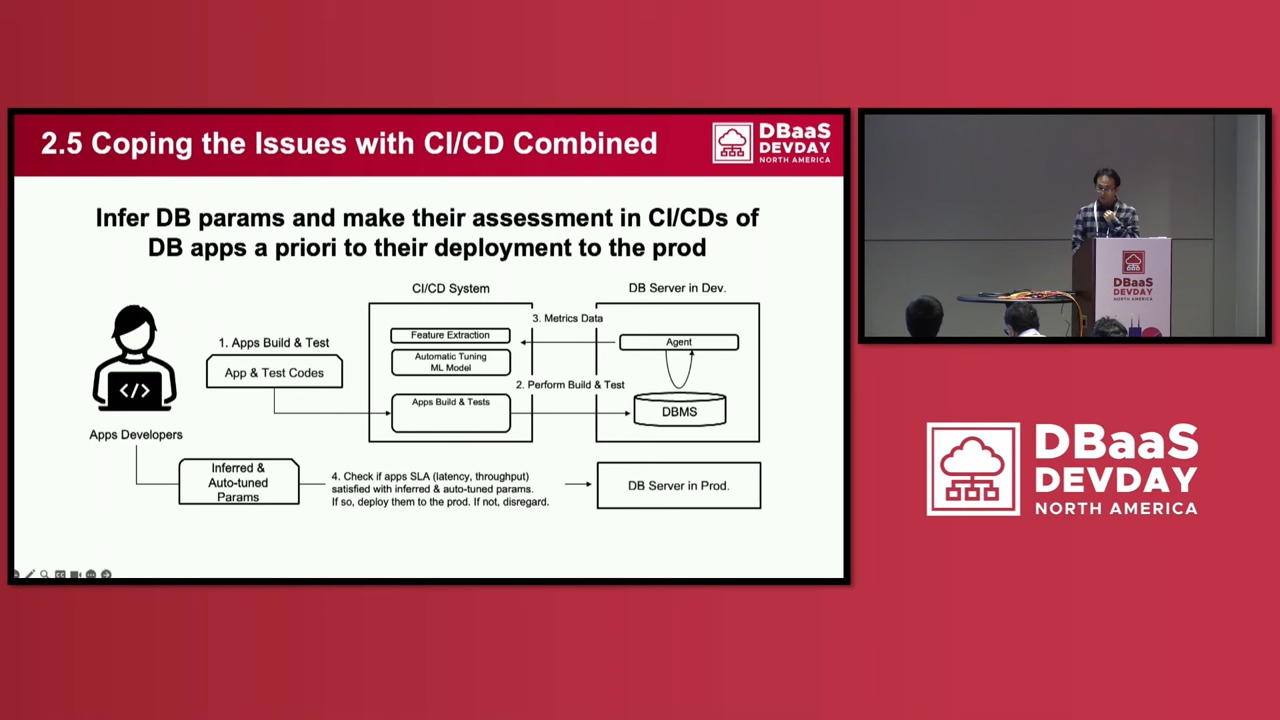 2.5 Coping the Issues with CI/CD Combined
DBaaS
DEVDAY
NORTH AMERICA
Infer DB params and make their assessment in CI/CDs of
DB apps a priori to their deployment to the prod
CI/CD System
DB Server in Dev.
3. Metrics Data
Feature Extraction
Agent
1. Apps Build & Test
Automatic Tuning
ML Model
App & Test Codes
2. Perform Build & Test
Apps Build & Tests
DBMS
Apps Developers
Inferred &
Auto-tuned
Params
4. Check if apps SLA (latency, throughput)
satisfied with inferred & auto-tuned params.
If so, deploy them to the prod. If not, disregard.
DB Server in Prod.
DBaaS
DEVDAY
NORTH AMERICA
DBaaS
DEVDAY
NORTH AMERICA